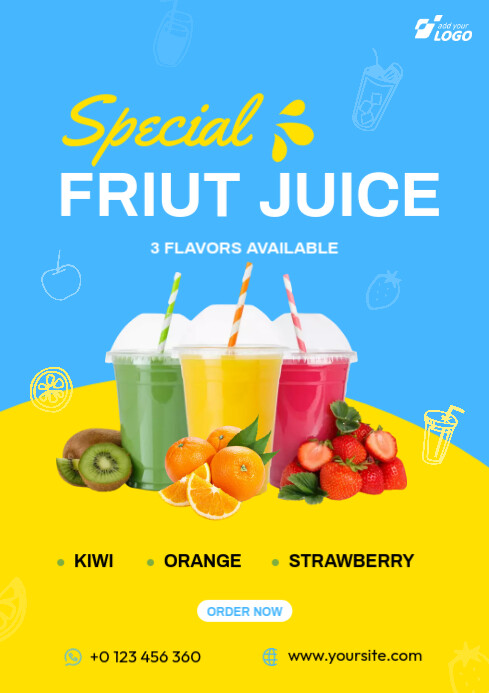 add your
LOGO
Special
FRIUT JUICE
3 FLAVORS AVAILABLE
KIWI
ORANGE
STRAWBERRY
ORDER NOW
+0 123 456 360
www.yoursite.com